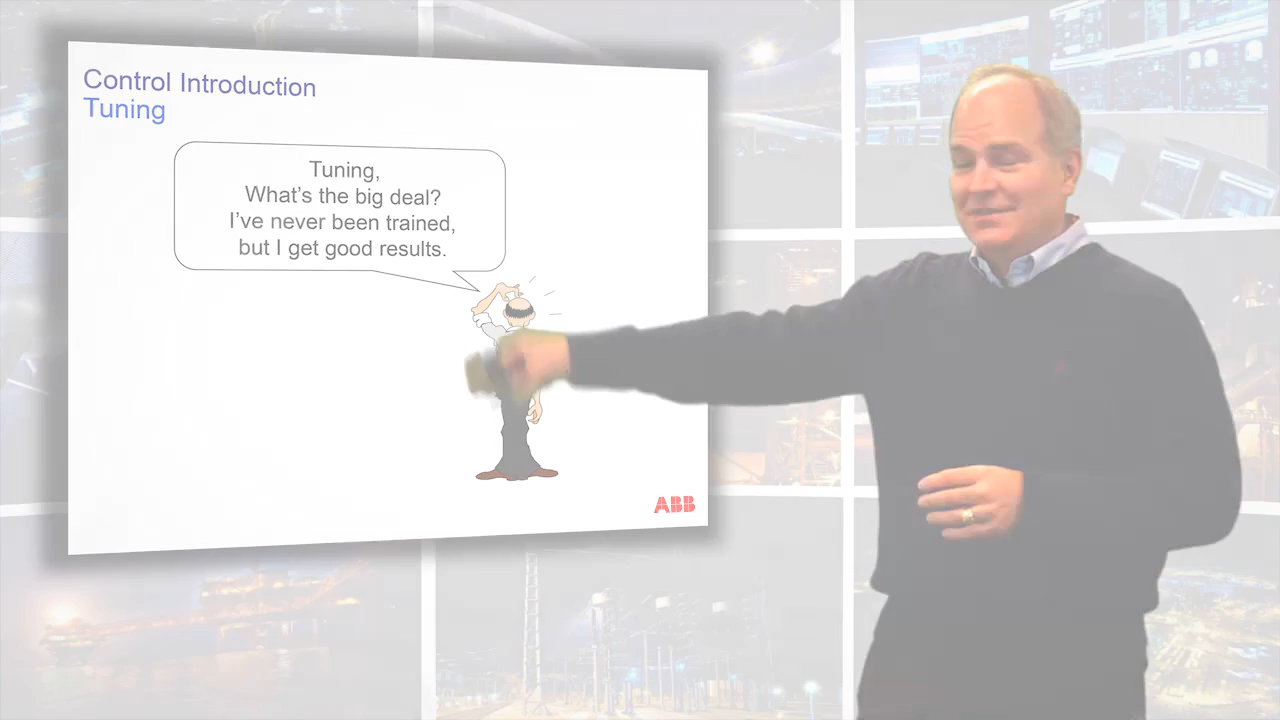 Control Introduction
Tuning
Tuning,
What's the big deal?
I've never been trained,
but I get good results.
ABB